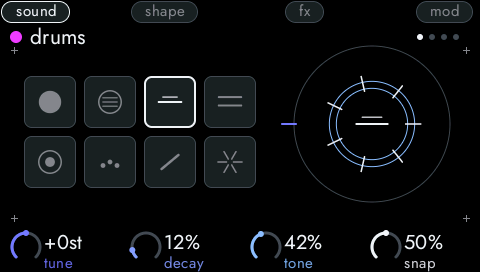 sound shape fx mod
drums
+0st 12% 42% 50%
tune decay tone snap